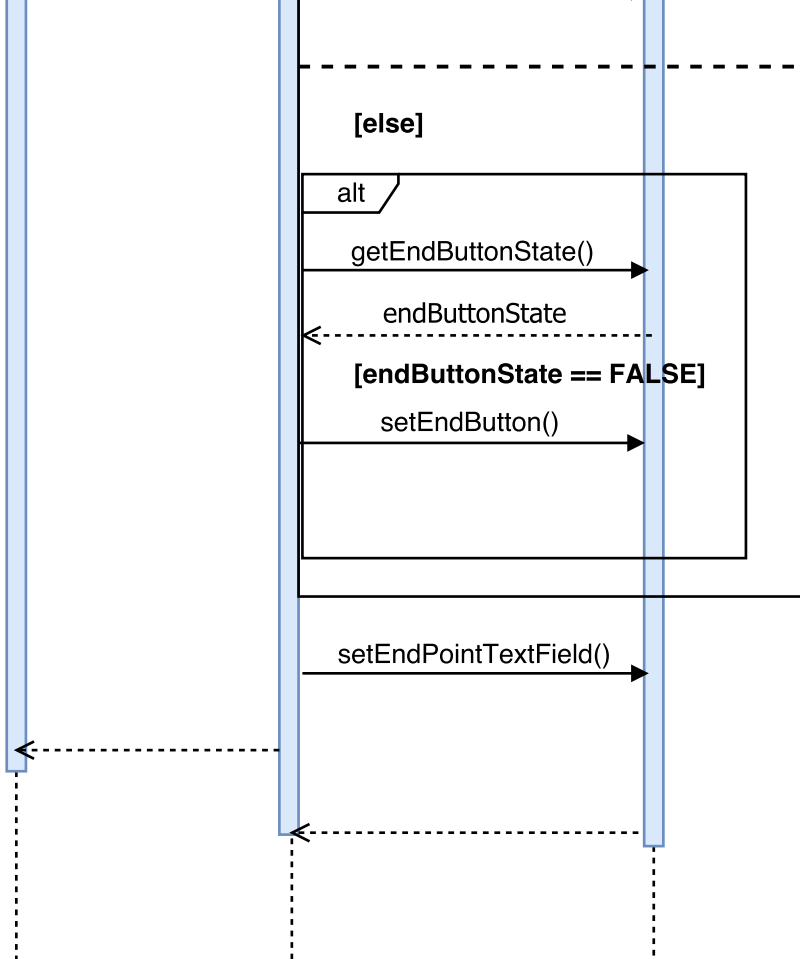 [else]
alt
getEndButtonState()
endButtonState
[endButtonState == FALSE]
setEndButton()
setEndPointTextField()